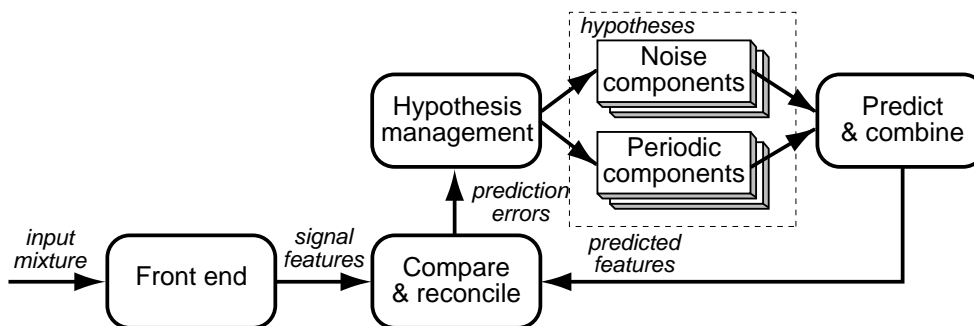 hypotheses
Noise
components
Hypothesis
management
Predict
& combine
Periodic
components
prediction
errors
input
mixture
Front end
signal
features
Compare
& reconcile
predicted
features